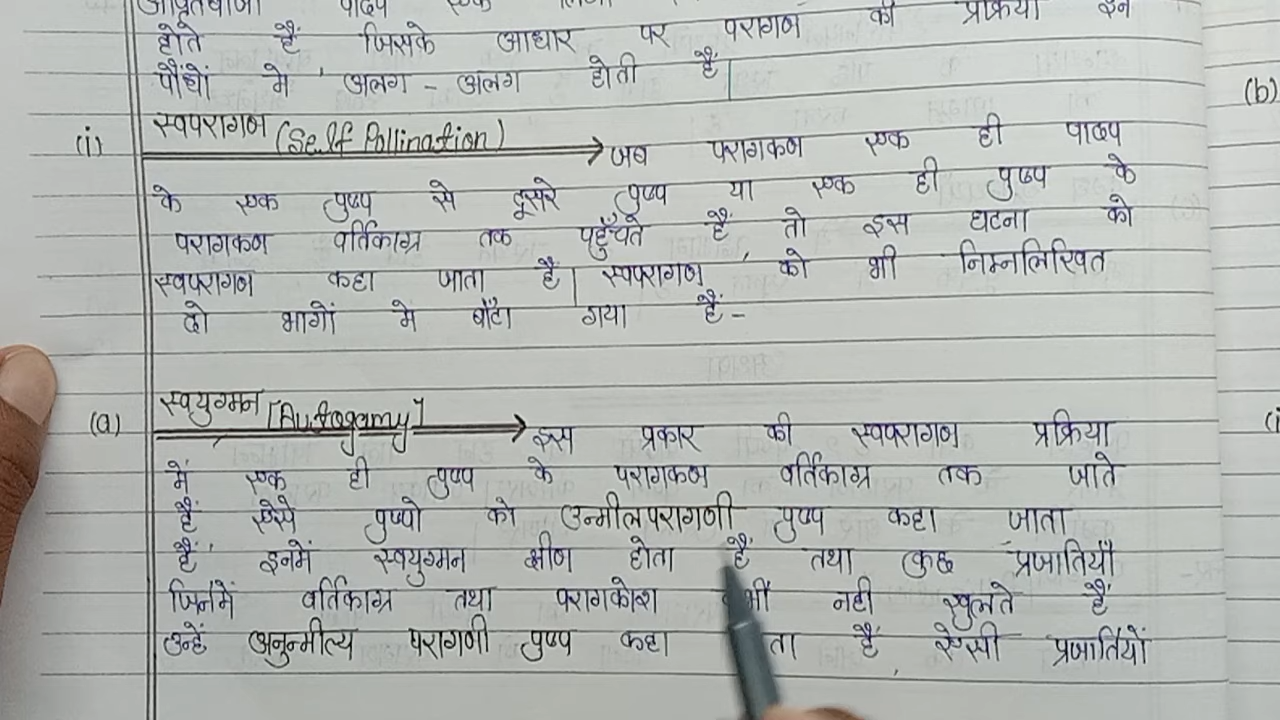 होते हैं जिसके आधार पर परागण की प्रक्रिया इन
पौधों में अलग - अलग होती हैं।
(i) स्वपरागण (Self Pollination) → जब परागकण एक ही पादप
के एक पुष्प से दूसरे पुष्प या एक ही पुष्प के
परागकण वर्तिकाग्र तक पहुँचते हैं, तो इस घटना को
स्वपरागण कहा जाता हैं। स्वपरागण को भी निम्नलिखित
दो भागों में बाँटा गया हैं -
(a) स्वयुग्मन [Autogamy] → इस प्रकार की स्वपरागण प्रक्रिया
में एक ही पुष्प के परागकण वर्तिकाग्र तक जाते
हैं ऐसे पुष्पो को उन्मीलपरागणी पुष्प कहा जाता
हैं, इनमें स्वयुग्मन क्षीण होता हैं तथा कुछ प्रजातियाँ
जिनमें वर्तिकाग्र तथा परागकोश नही खुलते हैं
उन्हें अनुन्मील्य परागणी पुष्प कहा हैं, ऐसी प्रजातियों
(b)